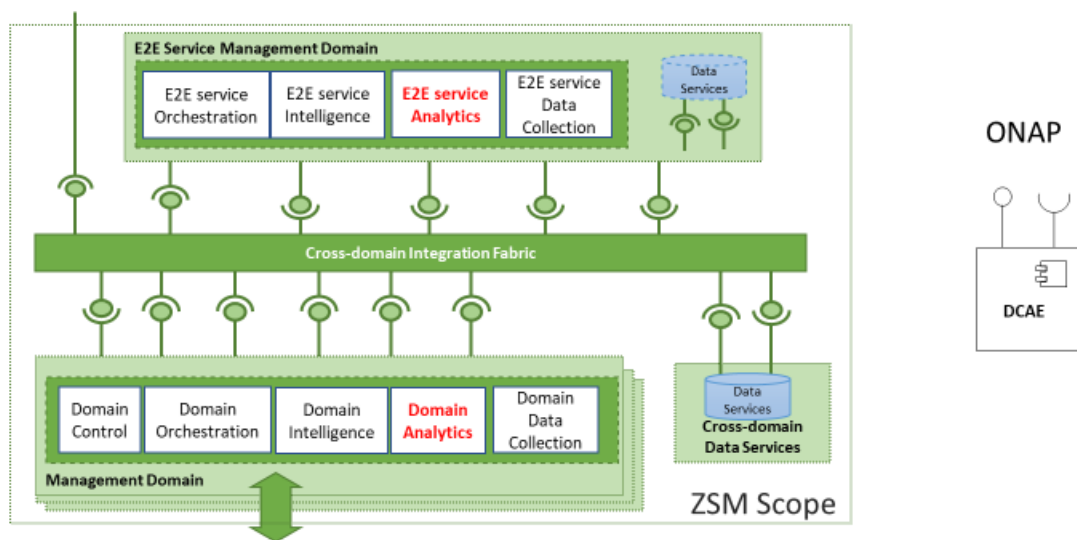 E2E Service Management Domain
E2E service
Orchestration
E2E service
Intelligence
E2E service
Analytics
E2E service
Data
Collection
Data
Services
ONAP
Cross-domain Integration Fabric
DCAE
Domain
Control
Domain
Orchestration
Domain
Intelligence
Domain
Analytics
Domain
Data
Collection
Data
Services
Cross-domain
Data Services
Management Domain
ZSM Scope